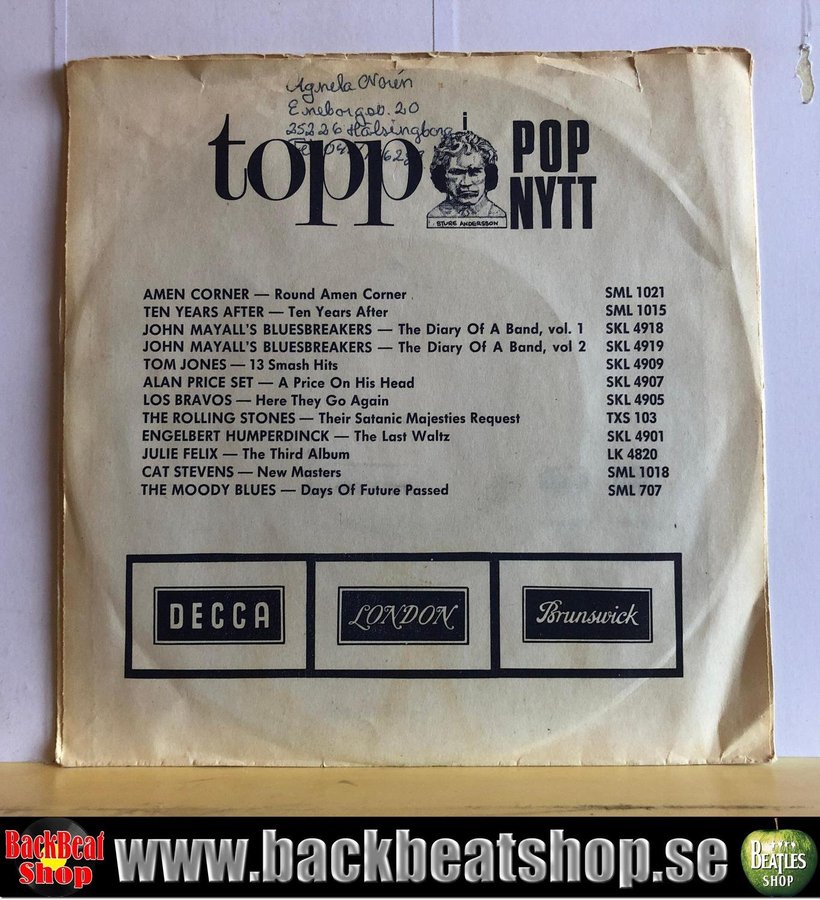 Agneta Norén
Eneborgsv. 20
25226 Hälsingborg
topp i POP NYTT
STURE ANDERSSON
AMEN CORNER — Round Amen Corner SML 1021
TEN YEARS AFTER — Ten Years After SML 1015
JOHN MAYALL'S BLUESBREAKERS — The Diary Of A Band, vol. 1 SKL 4918
JOHN MAYALL'S BLUESBREAKERS — The Diary Of A Band, vol 2 SKL 4919
TOM JONES — 13 Smash Hits SKL 4909
ALAN PRICE SET — A Price On His Head SKL 4907
LOS BRAVOS — Here They Go Again SKL 4905
THE ROLLING STONES — Their Satanic Majesties Request TXS 103
ENGELBERT HUMPERDINCK — The Last Waltz SKL 4901
JULIE FELIX — The Third Album LK 4820
CAT STEVENS — New Masters SML 1018
THE MOODY BLUES — Days Of Future Passed SML 707
DECCA LONDON Brunswick
BackBeat Shop www.backbeatshop.se BEATLES SHOP